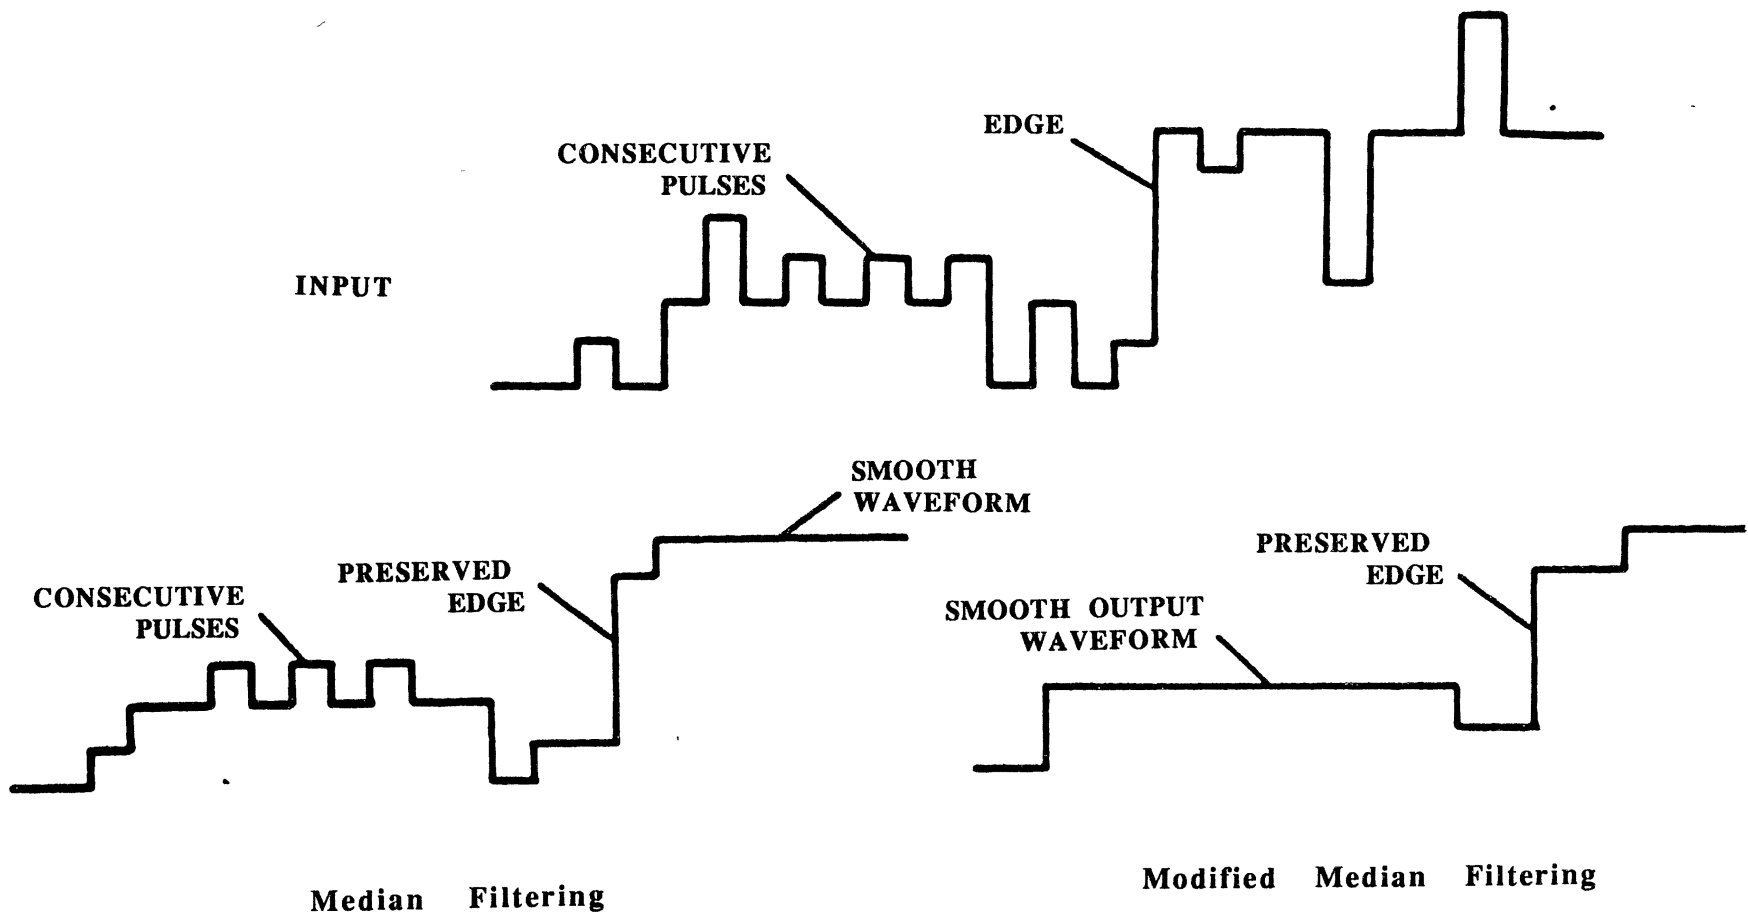 EDGE
CONSECUTIVE
PULSES
INPUT
SMOOTH
WAVEFORM
PRESERVED
EDGE
CONSECUTIVE
PULSES
PRESERVED
EDGE
SMOOTH OUTPUT
WAVEFORM
Median Filtering
Modified Median Filtering